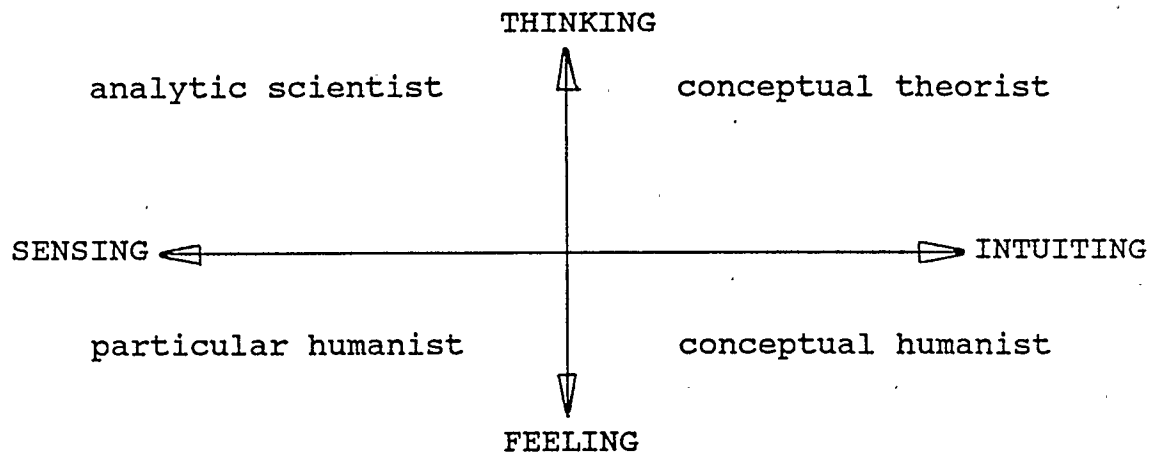 THINKING
analytic scientist conceptual theorist
SENSING INTUITING
particular humanist conceptual humanist
FEELING